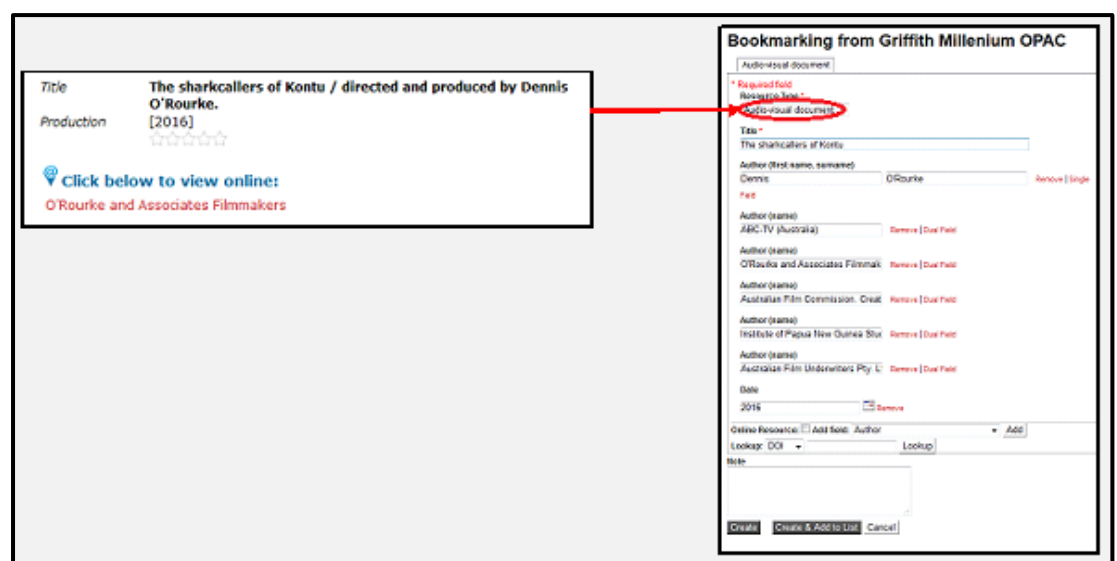 Title The sharkcallers of Kontu / directed and produced by Dennis
O'Rourke.
Production [2016]
Click below to view online:
O'Rourke and Associates Filmmakers
Bookmarking from Griffith Millenium OPAC
Audio-visual document
* Required field
Resource Type *
Audio-visual document
Title *
The sharkcallers of Kontu
Author (first name, surname)
Dennis O'Rourke Remove | Single
Field
Author (name)
ABC-TV (Australia) Remove | Dual Field
Author (name)
O'Rourke and Associates Filmmak Remove | Dual Field
Author (name)
Australian Film Commission. Creat Remove | Dual Field
Author (name)
Institute of Papua New Guinea Stu Remove | Dual Field
Author (name)
Australian Film Underwriters Pty. L Remove | Dual Field
Date
2016 Remove
Online Resource: Add field: Author Add
Lookup: DOI Lookup
Note
Create Create & Add to List Cancel